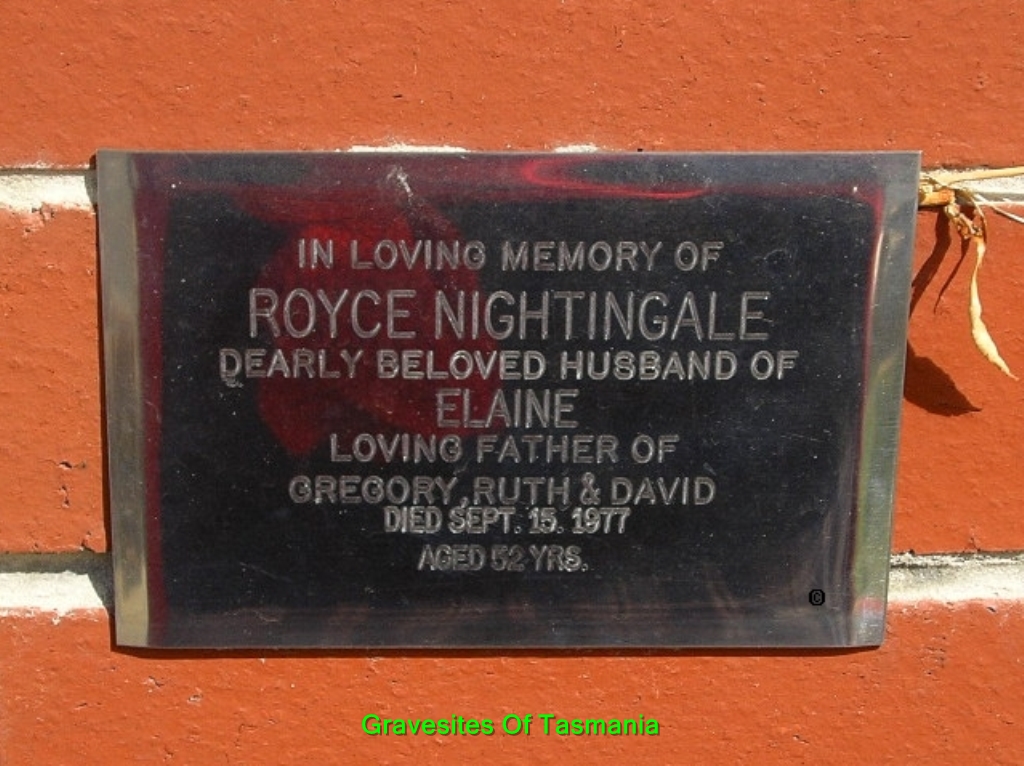 IN LOVING MEMORY OF
ROYCE NIGHTINGALE
DEARLY BELOVED HUSBAND OF
ELAINE
LOVING FATHER OF
GREGORY, RUTH & DAVID
DIED SEPT. 15. 1977
AGED 52 YRS.
©
Gravesites Of Tasmania